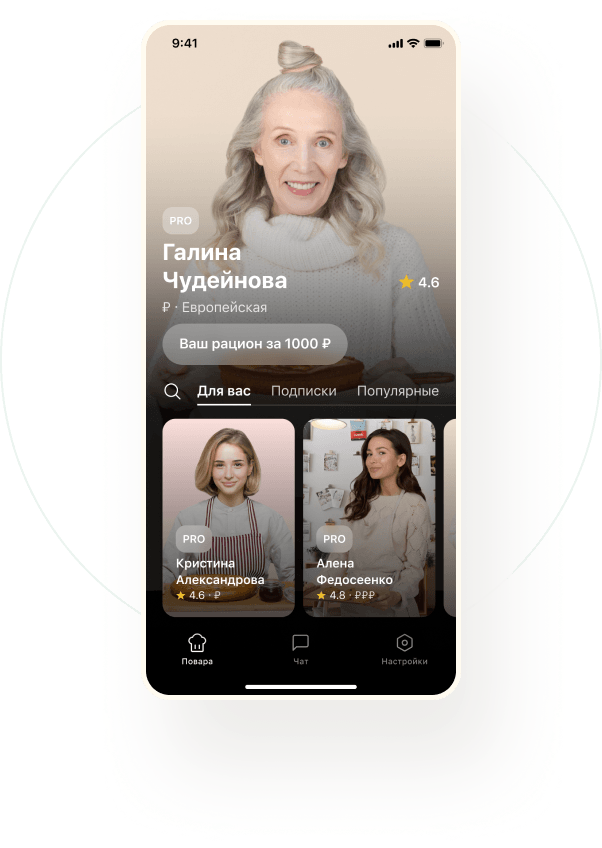 9:41
PRO
Галина
Чудейнова
★ 4.6
₽ · Европейская
Ваш рацион за 1000 ₽
Для вас Подписки Популярные
PRO
Кристина
Александрова
★ 4.6 · ₽
PRO
Алена
Федосеенко
★ 4.8 · ₽₽₽
Повара Чат Настройки